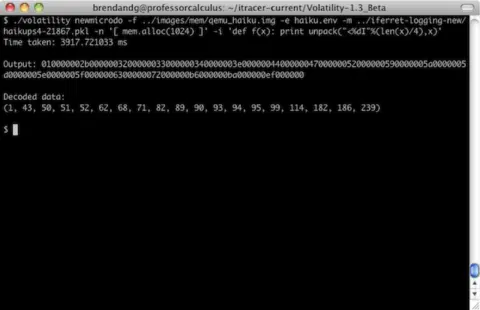 brendandg@professorcalculus: ~/itracer-current/Volatility-1.3_Beta
$ ./volatility newmicrodo -f ../images/mem/qemu_haiku.img -e haiku.env -m ../iferret-logging-new/
haikups4-21867.pkl -n '[ mem.alloc(1024) ]' -i 'def f(x): print unpack("<%dI"%(len(x)/4),x)'
Time taken: 3917.721033 ms
Output: 010000002b0000003200000033000000340000003e0000004400000047000000520000005900000005a0000005
d0000005e0000005f000000630000007200000​0b6000000ba000000ef000000
Decoded data:
(1, 43, 50, 51, 52, 62, 68, 71, 82, 89, 90, 93, 94, 95, 99, 114, 182, 186, 239)
$